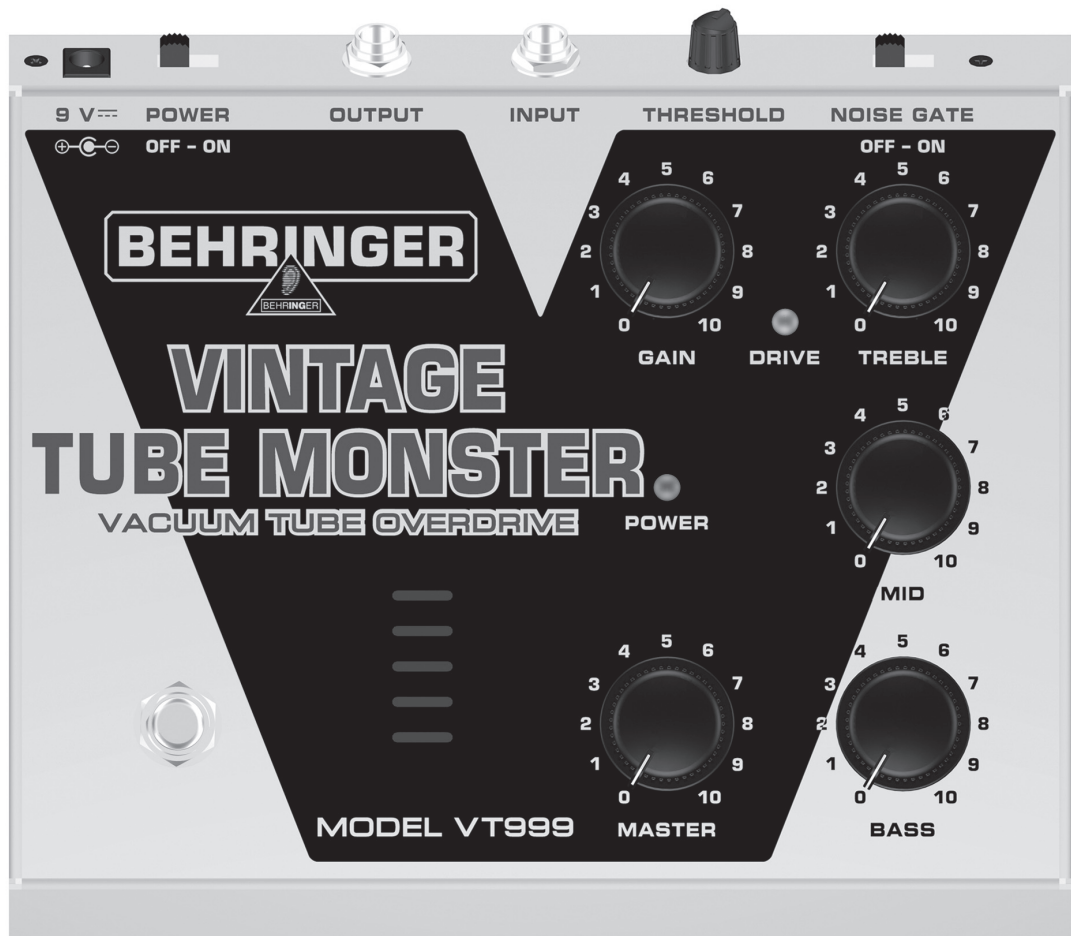 9 V POWER OUTPUT INPUT THRESHOLD NOISE GATE
OFF – ON OFF – ON
BEHRINGER
BEHRINGER
VINTAGE
TUBE MONSTER
VACUUM TUBE OVERDRIVE
0 1 2 3 4 5 6 7 8 9 10
GAIN
DRIVE
0 1 2 3 4 5 6 7 8 9 10
TREBLE
POWER
0 1 2 3 4 5 6 7 8 9 10
MID
MODEL VT999
0 1 2 3 4 5 6 7 8 9 10
MASTER
0 1 2 3 4 5 6 7 8 9 10
BASS